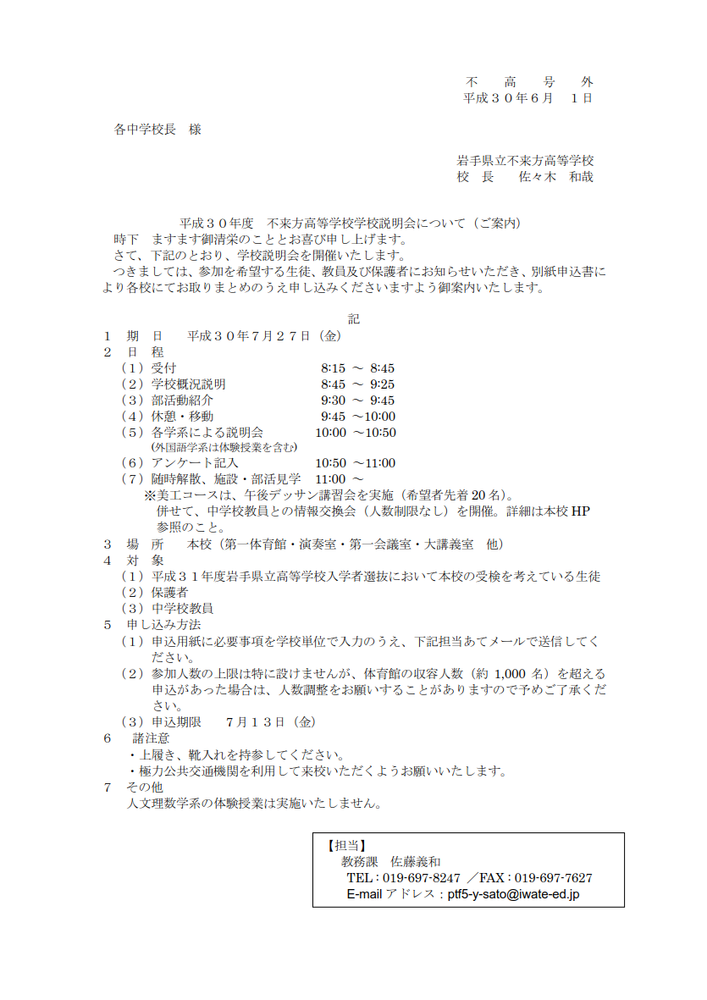 不　高　号　外
平成３０年６月　１日
各中学校長　様
岩手県立不来方高等学校
校　長　　佐々木　和哉
平成３０年度　不来方高等学校学校説明会について（ご案内）
時下　ますます御清栄のこととお喜び申し上げます。
さて、下記のとおり、学校説明会を開催いたします。
つきましては、参加を希望する生徒、教員及び保護者にお知らせいただき、別紙申込書に
より各校にてお取りまとめのうえ申し込みくださいますよう御案内いたします。
記
１　期　日　　平成３０年７月２７日（金）
２　日　程
（１）受付　8:15 ～ 8:45
（２）学校概況説明　8:45 ～ 9:25
（３）部活動紹介　9:30 ～ 9:45
（４）休憩・移動　9:45 ～10:00
（５）各学系による説明会　10:00 ～10:50
(外国語学系は体験授業を含む)
（６）アンケート記入　10:50 ～11:00
（７）随時解散、施設・部活見学　11:00 ～
※美工コースは、午後デッサン講習会を実施（希望者先着 20 名）。
併せて、中学校教員との情報交換会（人数制限なし）を開催。詳細は本校 HP
参照のこと。
３　場　所　　本校（第一体育館・演奏室・第一会議室・大講義室　他）
４　対　象
（１）平成３１年度岩手県立高等学校入学者選抜において本校の受検を考えている生徒
（２）保護者
（３）中学校教員
５　申し込み方法
（１）申込用紙に必要事項を学校単位で入力のうえ、下記担当あてメールで送信してく
ださい。
（２）参加人数の上限は特に設けませんが、体育館の収容人数（約 1,000 名）を超える
申込があった場合は、人数調整をお願いすることがありますので予めご了承くだ
さい。
（３）申込期限　　７月１３日（金）
６　諸注意
・上履き、靴入れを持参してください。
・極力公共交通機関を利用して来校いただくようお願いいたします。
７　その他
人文理数学系の体験授業は実施いたしません。
【担当】
教務課　佐藤義和
TEL：019-697-8247 ／FAX：019-697-7627
E-mail アドレス：ptf5-y-sato@iwate-ed.jp